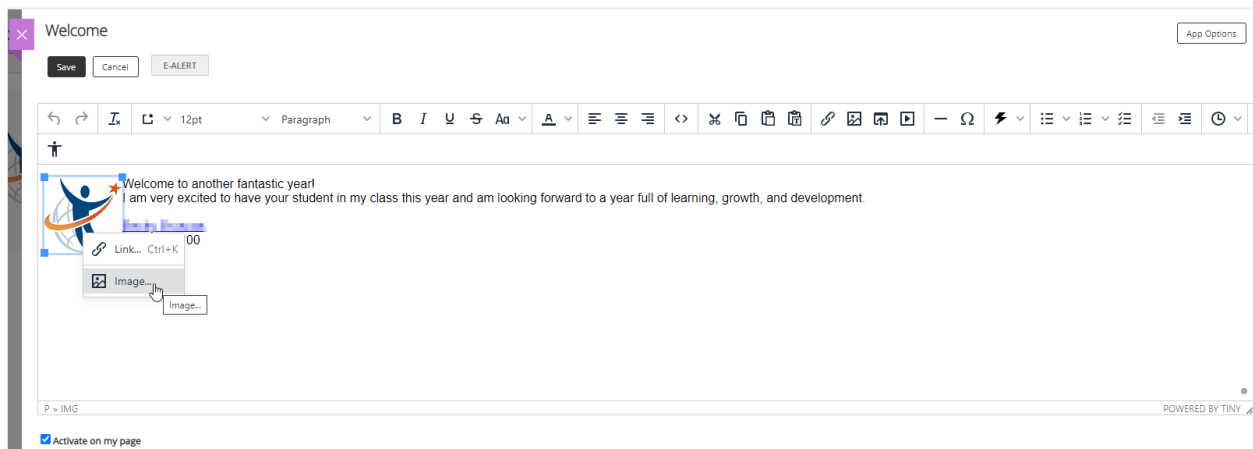 Welcome
App Options
Save
Cancel
E-ALERT
12pt
Paragraph
B I U S Aa A
Welcome to another fantastic year!
I am very excited to have your student in my class this year and am looking forward to a year full of learning, growth, and development.
00
Link... Ctrl+K
Image...
Image...
P » IMG
POWERED BY TINY
Activate on my page